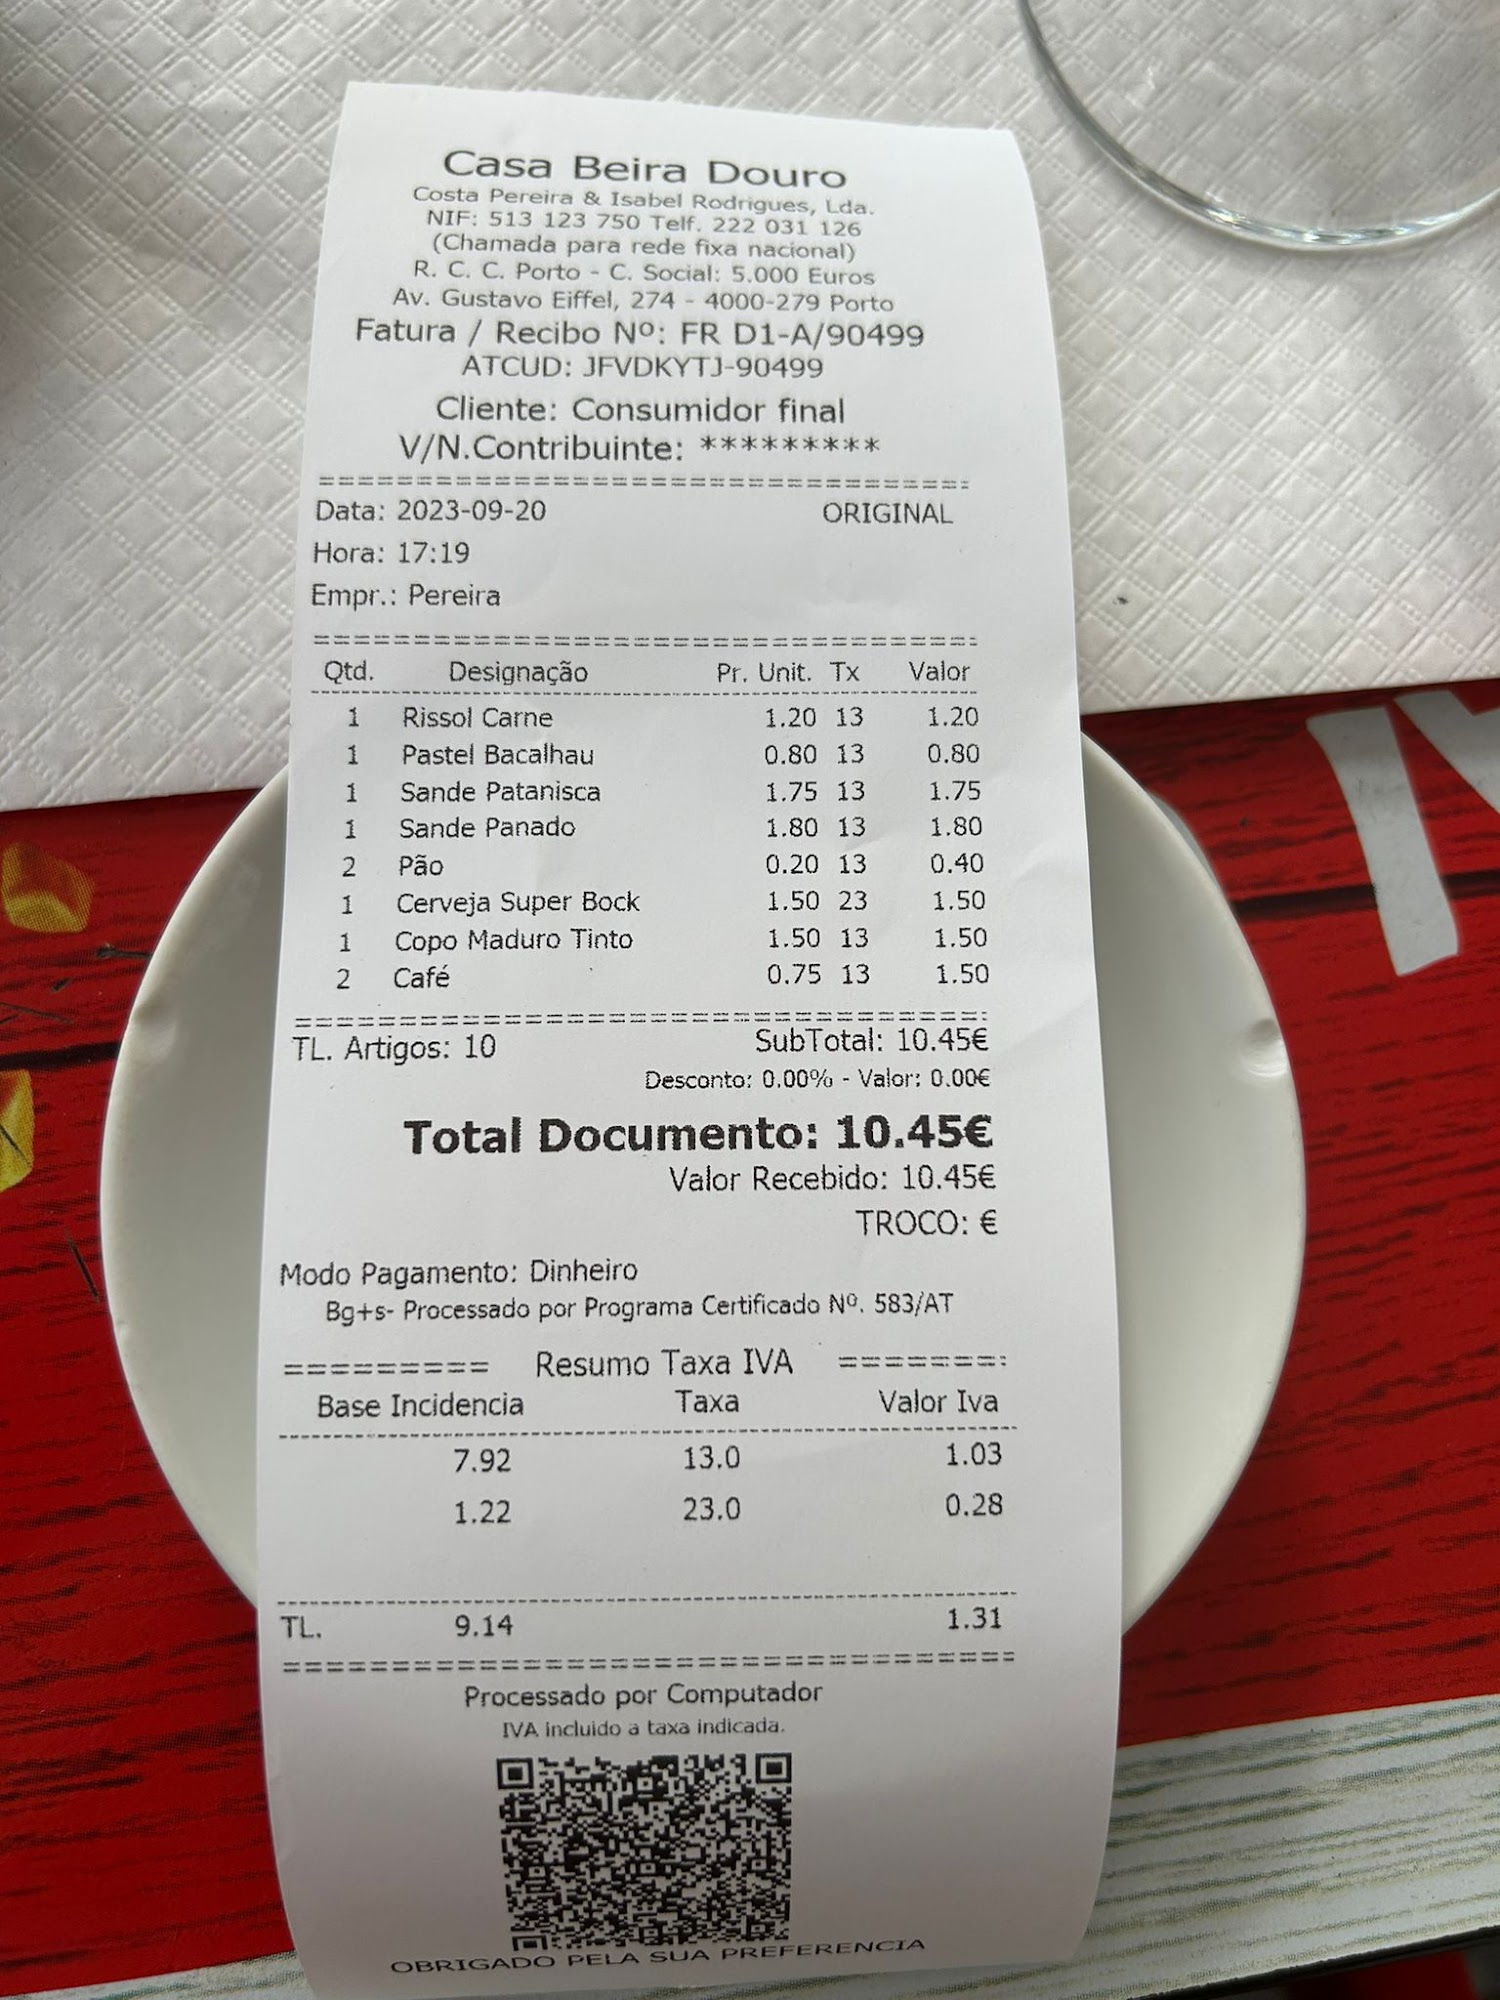 Casa Beira Douro
Costa Pereira & Isabel Rodrigues, Lda.
NIF: 513 123 750 Telf. 222 031 126
(Chamada para rede fixa nacional)
R. C. C. Porto - C. Social: 5.000 Euros
Av. Gustavo Eiffel, 274 - 4000-279 Porto
Fatura / Recibo Nº: FR D1-A/90499
ATCUD: JFVDKYTJ-90499
Cliente: Consumidor final
V/N.Contribuinte: *********
Data: 2023-09-20 ORIGINAL
Hora: 17:19
Empr.: Pereira
Qtd. Designação Pr. Unit. Tx Valor
1 Rissol Carne 1.20 13 1.20
1 Pastel Bacalhau 0.80 13 0.80
1 Sande Patanisca 1.75 13 1.75
1 Sande Panado 1.80 13 1.80
2 Pão 0.20 13 0.40
1 Cerveja Super Bock 1.50 23 1.50
1 Copo Maduro Tinto 1.50 13 1.50
2 Café 0.75 13 1.50
TL. Artigos: 10 SubTotal: 10.45€
Desconto: 0.00% - Valor: 0.00€
Total Documento: 10.45€
Valor Recebido: 10.45€
TROCO: €
Modo Pagamento: Dinheiro
Bg+s- Processado por Programa Certificado Nº. 583/AT
========= Resumo Taxa IVA =======:
Base Incidencia Taxa Valor Iva
7.92 13.0 1.03
1.22 23.0 0.28
TL. 9.14 1.31
Processado por Computador
IVA incluido a taxa indicada.
OBRIGADO PELA SUA PREFERENCIA